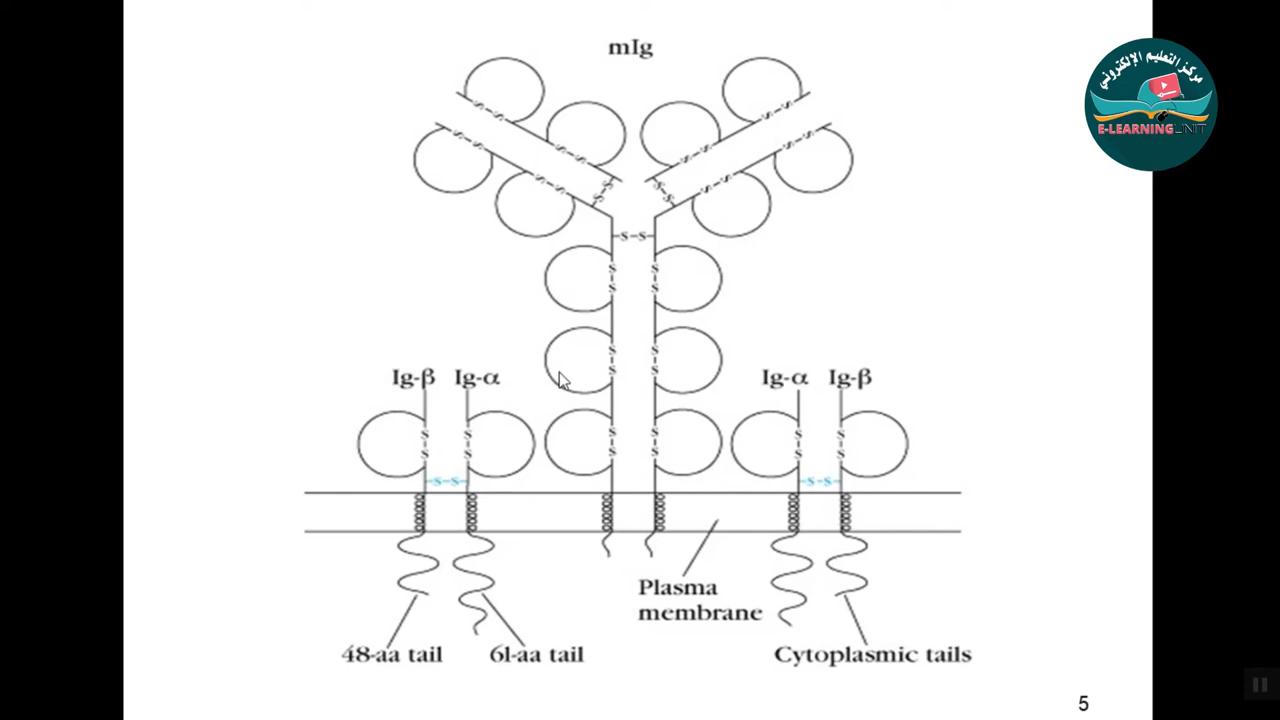 mIg
مركز التعليم الإلكتروني
E-LEARNING UNIT
Ig-β Ig-α
Ig-α Ig-β
Plasma
membrane
48-aa tail
61-aa tail
Cytoplasmic tails
5